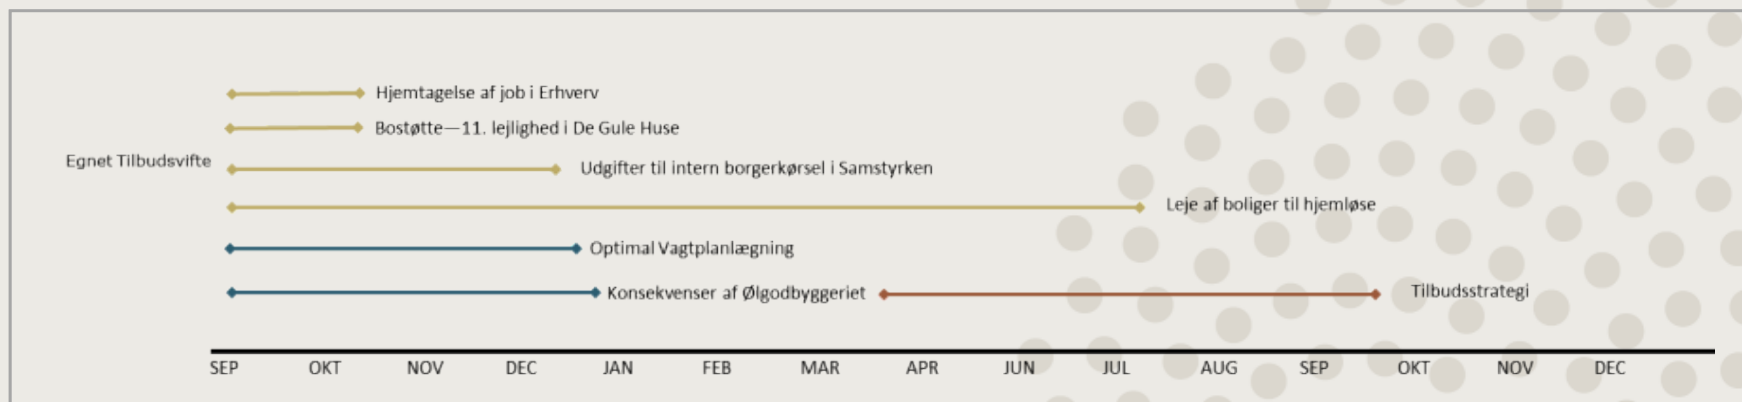 Hjemtagelse af job i Erhverv
Bostøtte—11. lejlighed i De Gule Huse
Egnet Tilbudsvifte
Udgifter til intern borgerkørsel i Samstyrken
Leje af boliger til hjemløse
Optimal Vagtplanlægning
Konsekvenser af Ølgodbyggeriet
Tilbudsstrategi
SEP OKT NOV DEC JAN FEB MAR APR JUN JUL AUG SEP OKT NOV DEC